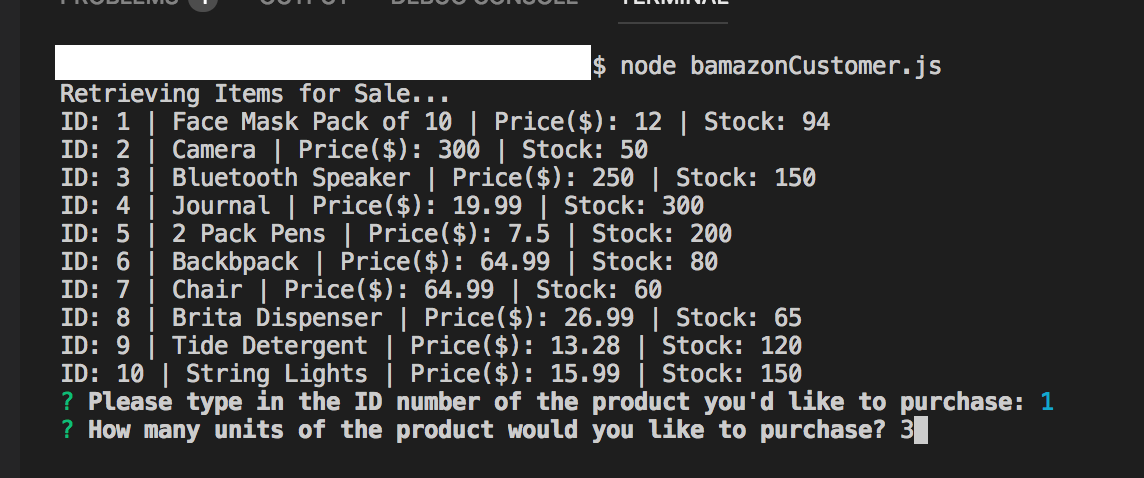 PROBLEMS 1 OUTPUT DEBUG CONSOLE TERMINAL
$ node bamazonCustomer.js
Retrieving Items for Sale...
ID: 1 | Face Mask Pack of 10 | Price($): 12 | Stock: 94
ID: 2 | Camera | Price($): 300 | Stock: 50
ID: 3 | Bluetooth Speaker | Price($): 250 | Stock: 150
ID: 4 | Journal | Price($): 19.99 | Stock: 300
ID: 5 | 2 Pack Pens | Price($): 7.5 | Stock: 200
ID: 6 | Backbpack | Price($): 64.99 | Stock: 80
ID: 7 | Chair | Price($): 64.99 | Stock: 60
ID: 8 | Brita Dispenser | Price($): 26.99 | Stock: 65
ID: 9 | Tide Detergent | Price($): 13.28 | Stock: 120
ID: 10 | String Lights | Price($): 15.99 | Stock: 150
? Please type in the ID number of the product you'd like to purchase: 1
? How many units of the product would you like to purchase? 3